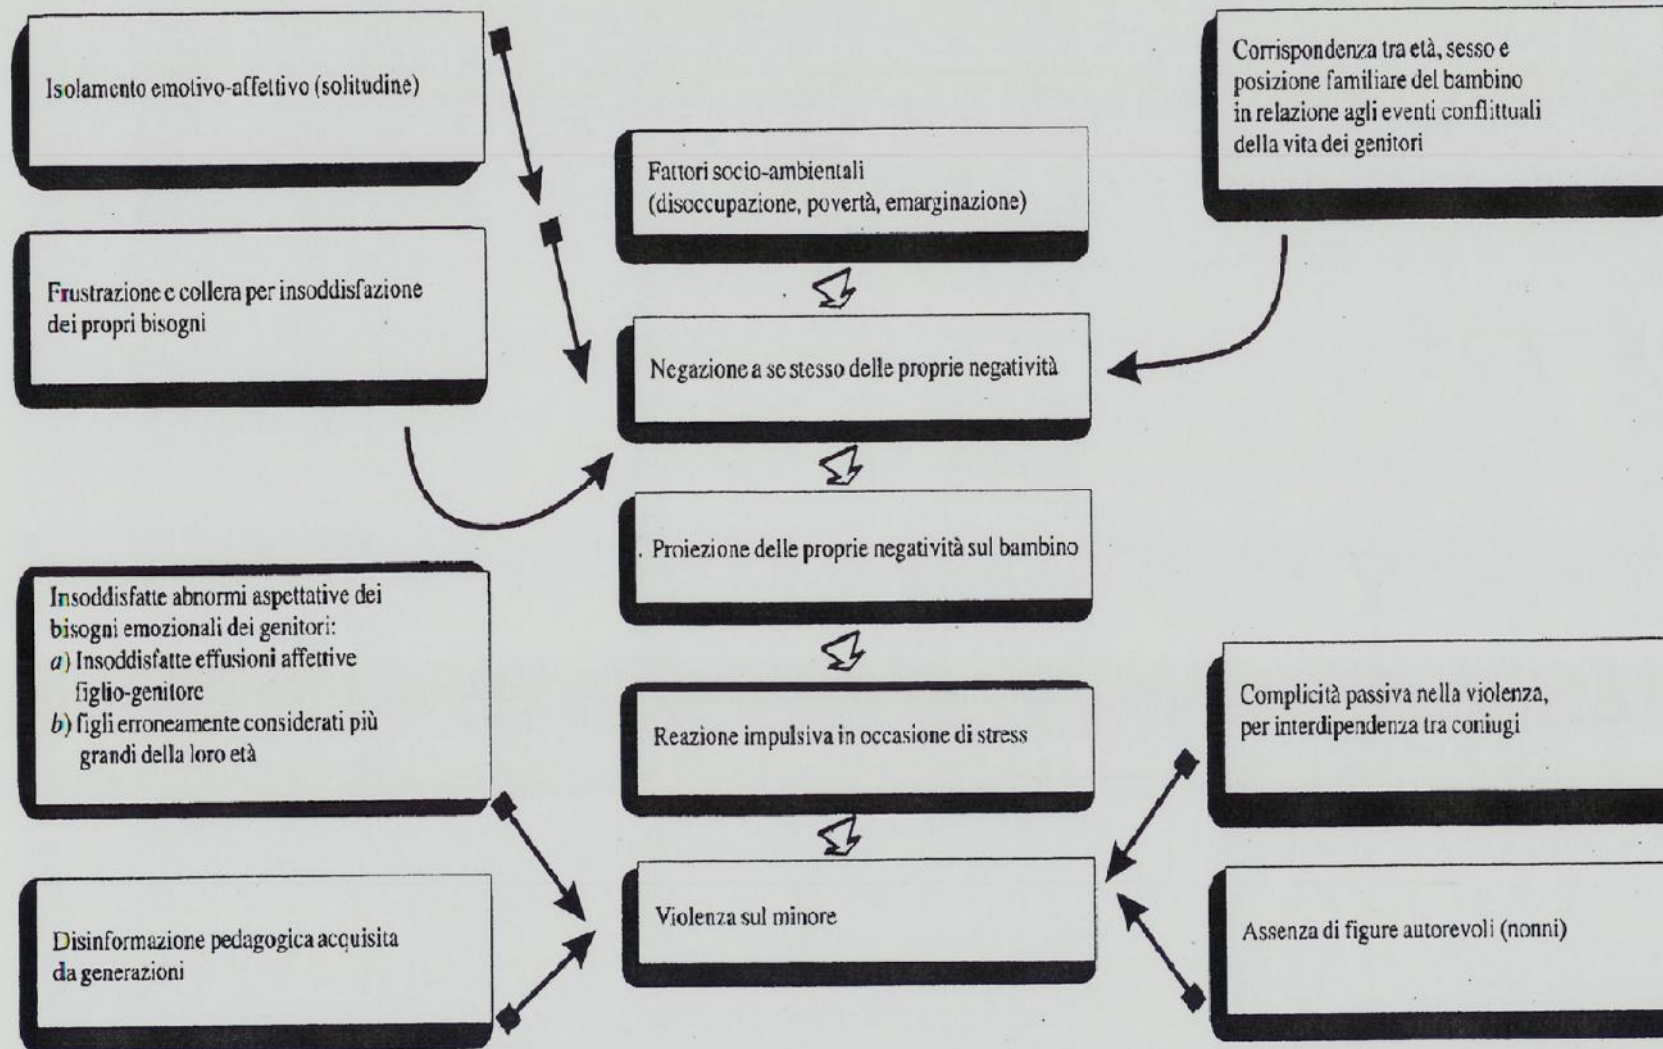 Isolamento emotivo-affettivo (solitudine)
Frustrazione e collera per insoddisfazione
dei propri bisogni
Insoddisfatte abnormi aspettative dei
bisogni emozionali dei genitori:
a) Insoddisfatte effusioni affettive
figlio-genitore
b) figli erroneamente considerati più
grandi della loro età
Disinformazione pedagogica acquisita
da generazioni
Fattori socio-ambientali
(disoccupazione, povertà, emarginazione)
Negazione a se stesso delle proprie negatività
Proiezione delle proprie negatività sul bambino
Reazione impulsiva in occasione di stress
Violenza sul minore
Corrispondenza tra età, sesso e
posizione familiare del bambino
in relazione agli eventi conflittuali
della vita dei genitori
Complicità passiva nella violenza,
per interdipendenza tra coniugi
Assenza di figure autorevoli (nonni)